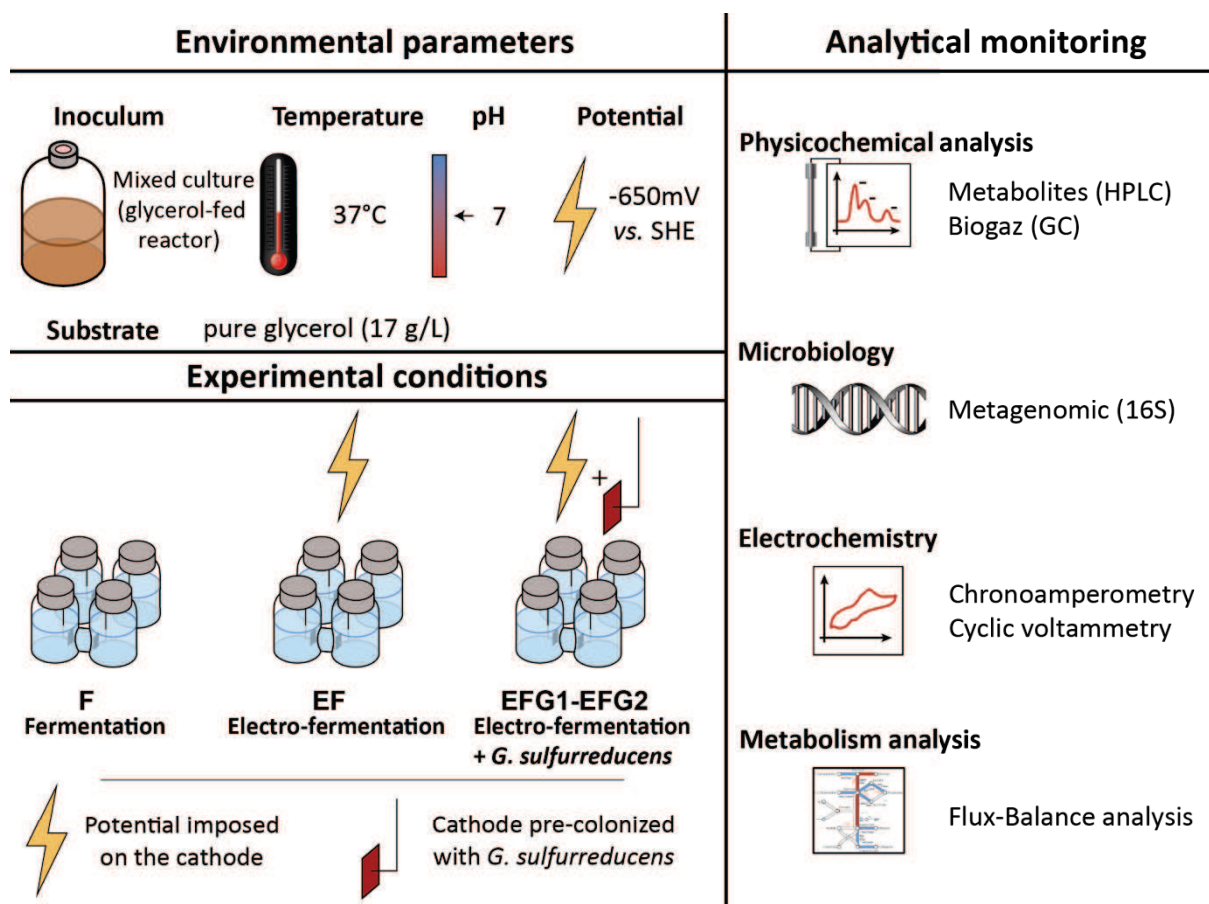 Environmental parameters
Inoculum
Mixed culture
(glycerol-fed
reactor)
Temperature
37°C
pH
7
Potential
-650mV
vs. SHE
Substrate pure glycerol (17 g/L)
Experimental conditions
+
F
Fermentation
EF
Electro-fermentation
EFG1-EFG2
Electro-fermentation
+ G. sulfurreducens
Potential imposed
on the cathode
Cathode pre-colonized
with G. sulfurreducens
Analytical monitoring
Physicochemical analysis
Metabolites (HPLC)
Biogaz (GC)
Microbiology
Metagenomic (16S)
Electrochemistry
Chronoamperometry
Cyclic voltammetry
Metabolism analysis
Flux-Balance analysis